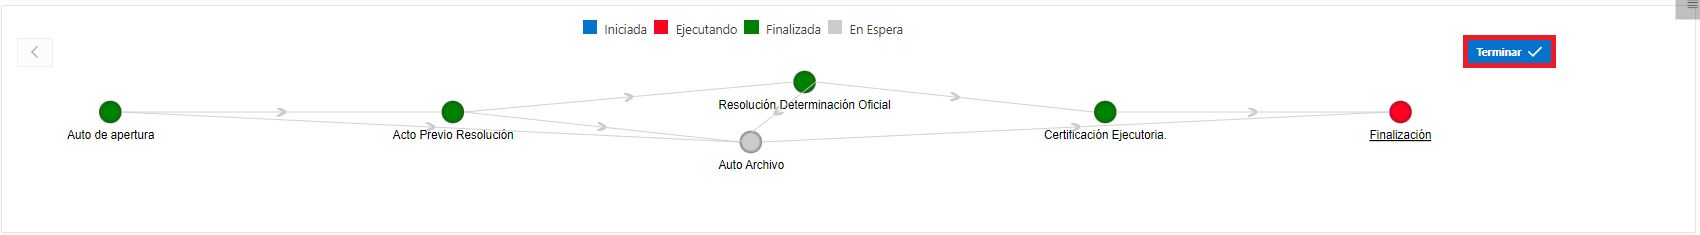 Iniciada Ejecutando Finalizada En Espera
Terminar
Resolución Determinación Oficial
Auto de apertura
Acto Previo Resolución
Certificación Ejecutoria.
Finalización
Auto Archivo